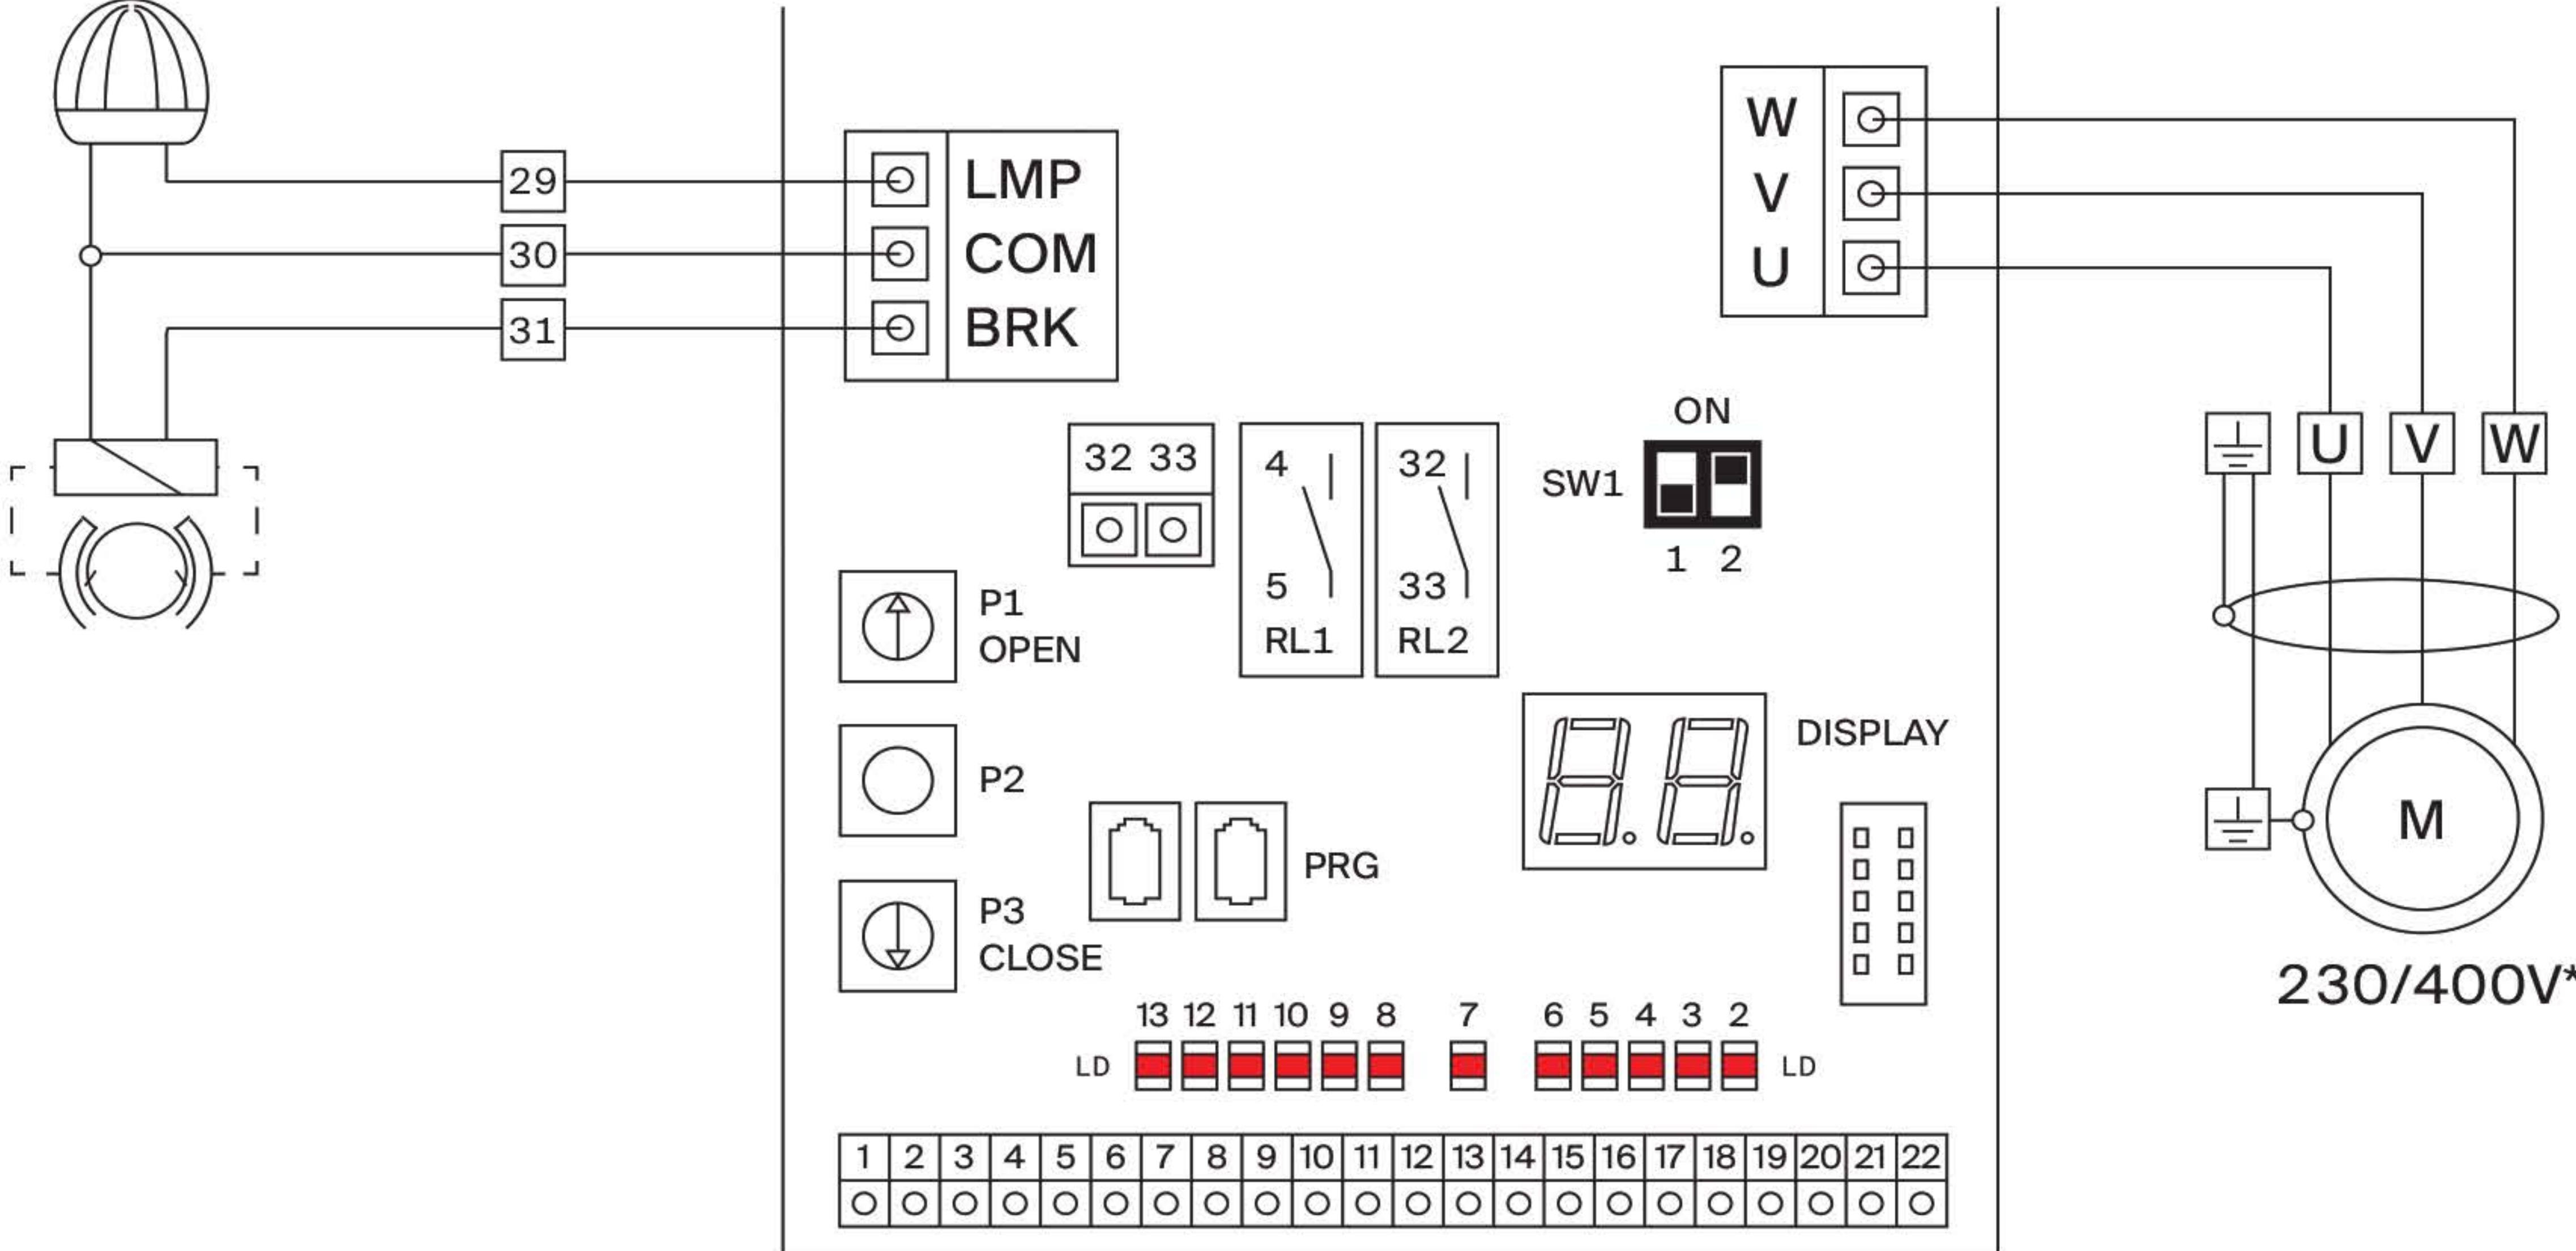 29
LMP
30
COM
31
BRK
W
V
U
ON
SW1
1 2
32 33
4
5
RL1
32
33
RL2
U V W
P1
OPEN
P2
P3
CLOSE
PRG
DISPLAY
M
230/400V*
13 12 11 10 9 8 7 6 5 4 3 2
LD LD
1 2 3 4 5 6 7 8 9 10 11 12 13 14 15 16 17 18 19 20 21 22